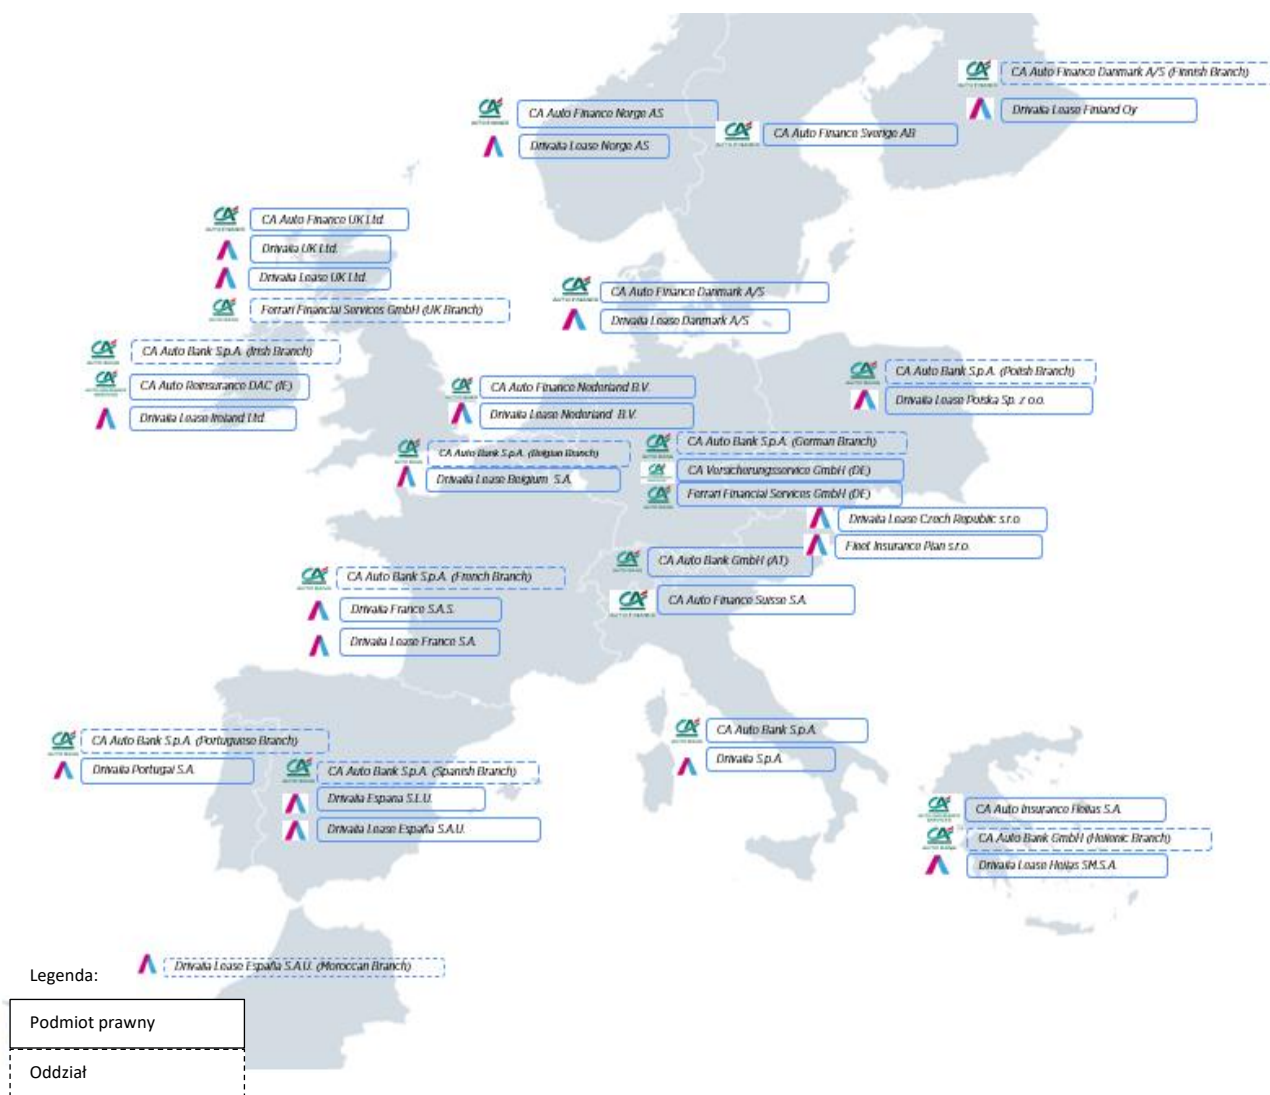 CA Auto Finance Danmark A/S (Finnish Branch)
Drivalia Lease Finland Oy
CA Auto Finance Norge AS
Drivalia Lease Norge AS
CA Auto Finance Sverige AB
CA Auto Finance UK Ltd.
Drivalia UK Ltd.
Drivalia Lease UK Ltd.
Ferrari Financial Services GmbH (UK Branch)
CA Auto Finance Danmark A/S
Drivalia Lease Danmark A/S
CA Auto Bank S.p.A. (Irish Branch)
CA Auto Reinsurance DAC (IE)
Drivalia Lease Ireland Ltd.
CA Auto Finance Nederland B.V.
Drivalia Lease Nederland B.V.
CA Auto Bank S.p.A. (Polish Branch)
Drivalia Lease Polska Sp. z o.o.
CA Auto Bank S.p.A. (Belgian Branch)
Drivalia Lease Belgium S.A.
CA Auto Bank S.p.A. (German Branch)
CA Versicherungsservice GmbH (DE)
Ferrari Financial Services GmbH (DE)
Drivalia Lease Czech Republic s.r.o.
Fleet Insurance Plan s.r.o.
CA Auto Bank GmbH (AT)
CA Auto Finance Suisse S.A.
CA Auto Bank S.p.A. (French Branch)
Drivalia France S.A.S.
Drivalia Lease France S.A.
CA Auto Bank S.p.A.
Drivalia S.p.A.
CA Auto Bank S.p.A. (Portuguese Branch)
Drivalia Portugal S.A.
CA Auto Bank S.p.A. (Spanish Branch)
Drivalia Espana S.L.U.
Drivalia Lease España S.A.U.
CA Auto Insurance Hellas S.A.
CA Auto Bank GmbH (Hellenic Branch)
Drivalia Lease Hellas SM.S.A.
Drivalia Lease España S.A.U. (Moroccan Branch)
Legenda:
Podmiot prawny
Oddział